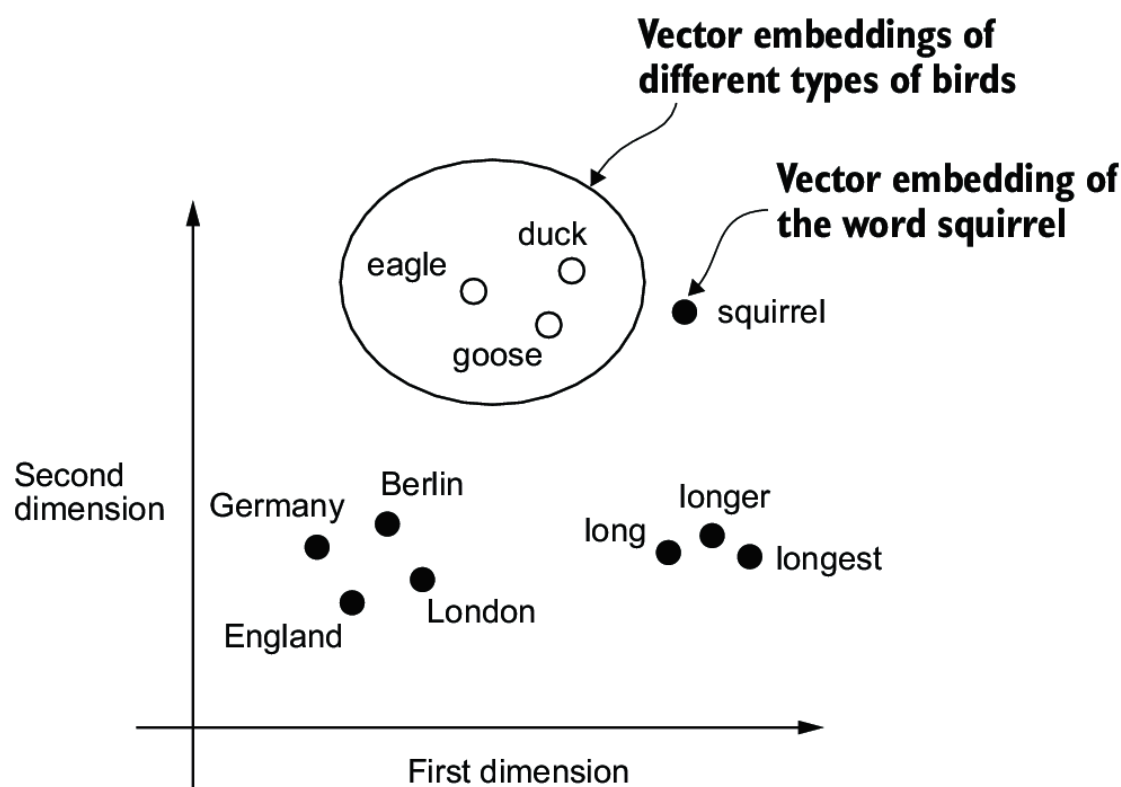 Vector embeddings of
different types of birds
Vector embedding of
the word squirrel
duck
eagle
squirrel
goose
Second
dimension
Berlin
Germany
longer
long
longest
London
England
First dimension